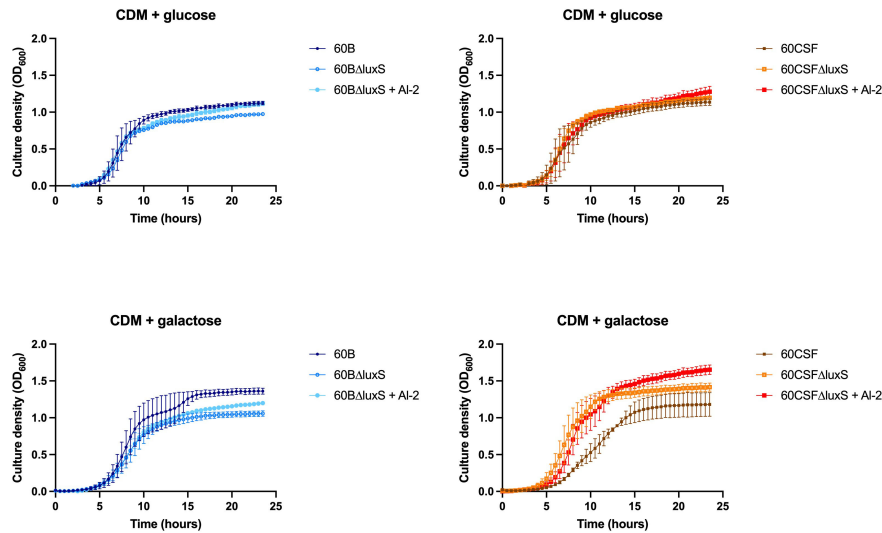 CDM + glucose
Culture density (OD600)
2.0
1.5
1.0
0.5
0.0
0 5 10 15 20 25
Time (hours)
60B
60BΔluxS
60BΔluxS + AI-2
CDM + glucose
Culture density (OD600)
2.0
1.5
1.0
0.5
0.0
0 5 10 15 20 25
Time (hours)
60CSF
60CSFΔluxS
60CSFΔluxS + AI-2
CDM + galactose
Culture density (OD600)
2.0
1.5
1.0
0.5
0.0
0 5 10 15 20 25
Time (hours)
60B
60BΔluxS
60BΔluxS + AI-2
CDM + galactose
Culture density (OD600)
2.0
1.5
1.0
0.5
0.0
0 5 10 15 20 25
Time (hours)
60CSF
60CSFΔluxS
60CSFΔluxS + AI-2